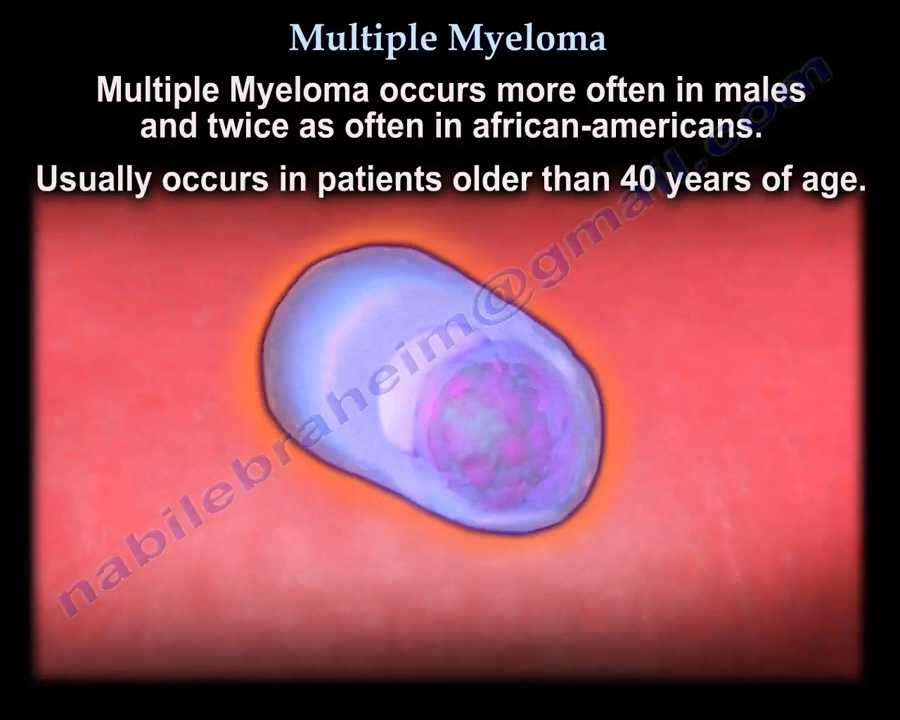 Multiple Myeloma
Multiple Myeloma occurs more often in males
and twice as often in african-americans.
Usually occurs in patients older than 40 years of age.
nabilebraheim@gmail.com